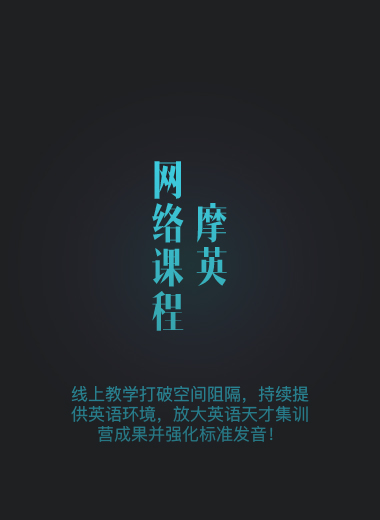 摩英
网络课程
线上教学打破空间阻隔，持续提
供英语环境，放大英语天才集训
营成果并强化标准发音！